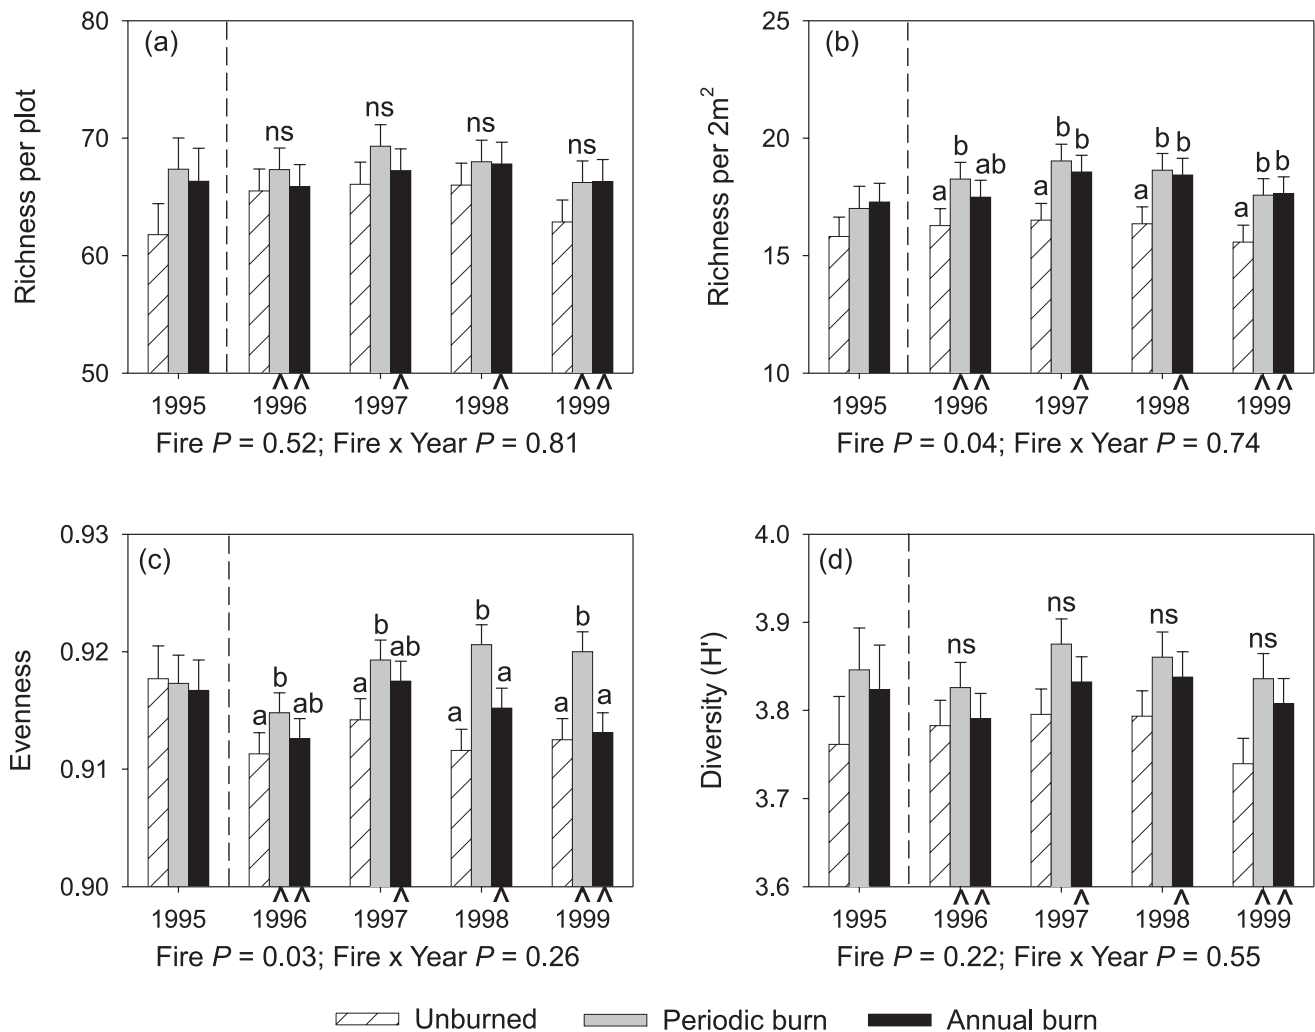 (a)
Richness per plot
80
70
60
50
ns
ns
ns
ns
^ ^ ^ ^ ^ ^
1995 1996 1997 1998 1999
Fire P = 0.52; Fire x Year P = 0.81
(b)
Richness per 2m²
25
20
15
10
a b ab
a b b
a b b
a b b
^ ^ ^ ^ ^ ^
1995 1996 1997 1998 1999
Fire P = 0.04; Fire x Year P = 0.74
(c)
Evenness
0.93
0.92
0.91
0.90
a b ab
a b ab
a b a
a b a
^ ^ ^ ^ ^ ^
1995 1996 1997 1998 1999
Fire P = 0.03; Fire x Year P = 0.26
(d)
Diversity (H')
4.0
3.9
3.8
3.7
3.6
ns
ns
ns
ns
^ ^ ^ ^ ^ ^
1995 1996 1997 1998 1999
Fire P = 0.22; Fire x Year P = 0.55
Unburned Periodic burn Annual burn